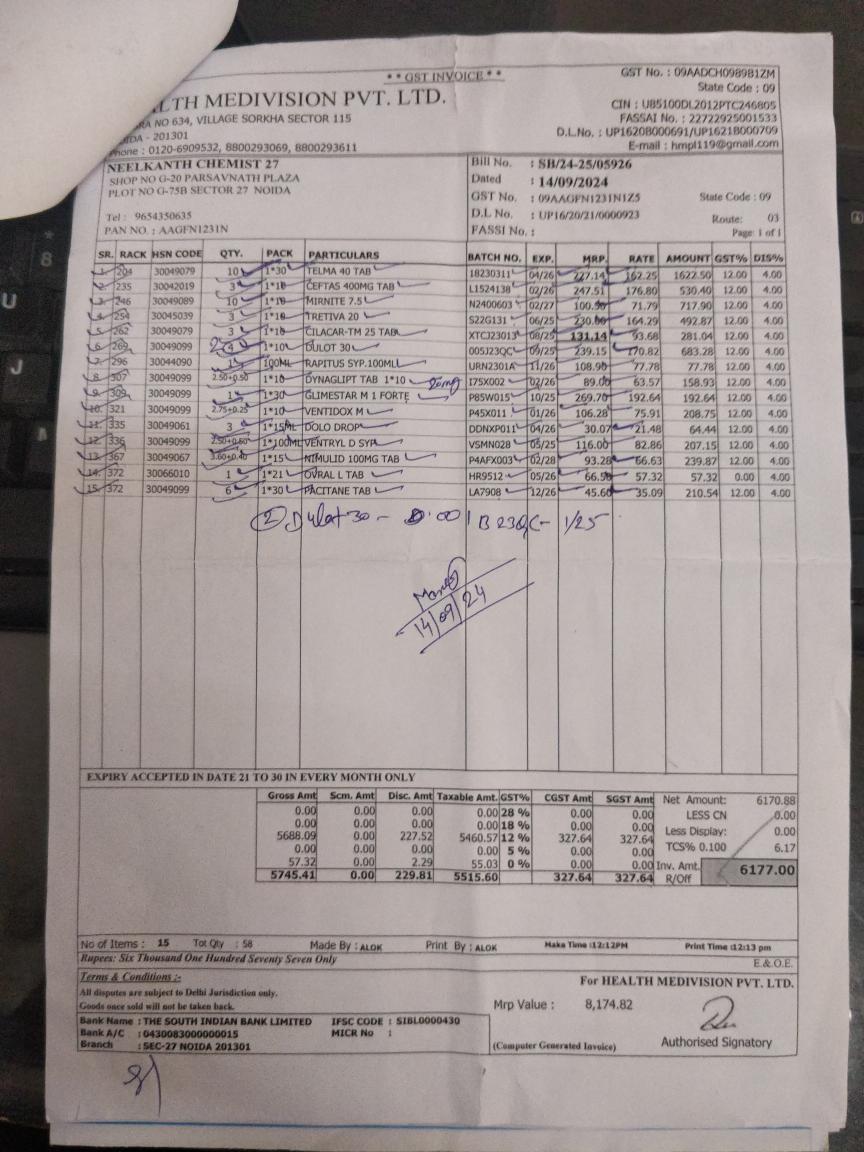 ** GST INVOICE **
GST No. : 09AADCH0989B1ZM
State Code : 09
LTH MEDIVISION PVT. LTD.
CIN : U85100DL2012PTC246805
RA NO 634, VILLAGE SORKHA SECTOR 115
FASSAI No. : 22722925001533
OIDA - 201301
D.L.No. : UP1620B000691/UP1621B000709
Phone : 0120-6909532, 8800293069, 8800293611
E-mail : hmpl119@gmail.com
NEELKANTH CHEMIST 27
SHOP NO G-20 PARSAVNATH PLAZA
PLOT NO G-75B SECTOR 27 NOIDA
Tel : 9654350635
PAN NO. : AAGFN1231N
Bill No. : SB/24-25/05926
Dated : 14/09/2024
GST No. : 09AAGFN1231N1Z5 State Code : 09
D.L No. : UP16/20/21/0000923 Route: 03
FASSI No. : Page: 1 of 1
SR. RACK HSN CODE QTY. PACK PARTICULARS BATCH NO. EXP. MRP RATE AMOUNT GST% DIS%
1. 204 30049079 10 1*30 TELMA 40 TAB 18230311 04/26 227.14 162.25 1622.50 12.00 4.00
2. 235 30042019 3 1*10 CEFTAS 400MG TAB L1524138 02/26 247.51 176.80 530.40 12.00 4.00
3. 246 30049089 10 1*10 MIRNITE 7.5 N2400603 02/27 100.50 71.79 717.90 12.00 4.00
4. 254 30045039 3 1*10 TRETIVA 20 S22G131 06/25 230.00 164.29 492.87 12.00 4.00
5. 262 30049079 3 1*10 CILACAR-TM 25 TAB XTCJ23013 08/25 131.14 93.68 281.04 12.00 4.00
6. 269 30049099 4 1*10 DULOT 30 005J23QC 09/25 239.15 170.82 683.28 12.00 4.00
7. 296 30044090 1 100ML RAPITUS SYP.100ML URN2301A 11/26 108.90 77.78 77.78 12.00 4.00
8. 307 30049099 2.50+0.50 1*10 DYNAGLIPT TAB 1*10 20mg I75X002 02/26 89.00 63.57 158.93 12.00 4.00
9. 309 30049099 1 1*30 GLIMESTAR M 1 FORTE P85W015 10/25 269.70 192.64 192.64 12.00 4.00
10. 321 30049099 2.75+0.25 1*10 VENTIDOX M P45X011 01/26 106.28 75.91 208.75 12.00 4.00
11. 335 30049061 3 1*15ML DOLO DROP DDNXP011 04/26 30.07 21.48 64.44 12.00 4.00
12. 336 30049099 2.50+0.50 1*100ML VENTRYL D SYP VSMN028 05/25 116.00 82.86 207.15 12.00 4.00
13. 367 30049067 3.60+0.40 1*15 NIMULID 100MG TAB P4AFX003 02/28 93.28 66.63 239.87 12.00 4.00
14. 372 30066010 1 1*21 OVRAL L TAB HR9512 05/26 66.50 57.32 57.32 0.00 4.00
15. 372 30049099 6 1*30 PACITANE TAB LA7908 12/26 45.60 35.09 210.54 12.00 4.00
2 Dulot 30 - 1/25
14/09/24
EXPIRY ACCEPTED IN DATE 21 TO 30 IN EVERY MONTH ONLY
Gross Amt Scm. Amt Disc. Amt Taxable Amt. GST% CGST Amt SGST Amt
0.00 0.00 0.00 0.00 28 % 0.00 0.00
0.00 0.00 0.00 0.00 18 % 0.00 0.00
5688.09 0.00 227.52 5460.57 12 % 327.64 327.64
0.00 0.00 0.00 0.00 5 % 0.00 0.00
57.32 0.00 2.29 55.03 0 % 0.00 0.00
5745.41 0.00 229.81 5515.60 327.64 327.64
Net Amount: 6170.88
LESS CN 0.00
Less Display: 0.00
TCS% 0.100 6.17
Inv. Amt. 6177.00
R/Off
No of Items : 15 Tot Qty : 58 Made By : ALOK Print By : ALOK Make Time :12:12PM Print Time :12:13 pm
Rupees: Six Thousand One Hundred Seventy Seven Only
E.& O.E.
Terms & Conditions :-
All disputes are subject to Delhi Jurisdiction only.
Goods once sold will not be taken back.
For HEALTH MEDIVISION PVT. LTD.
Mrp Value : 8,174.82
Bank Name : THE SOUTH INDIAN BANK LIMITED IFSC CODE : SIBL0000430
Bank A/C : 0430083000000015 MICR No :
Branch : SEC-27 NOIDA 201301
(Computer Generated Invoice)
Authorised Signatory